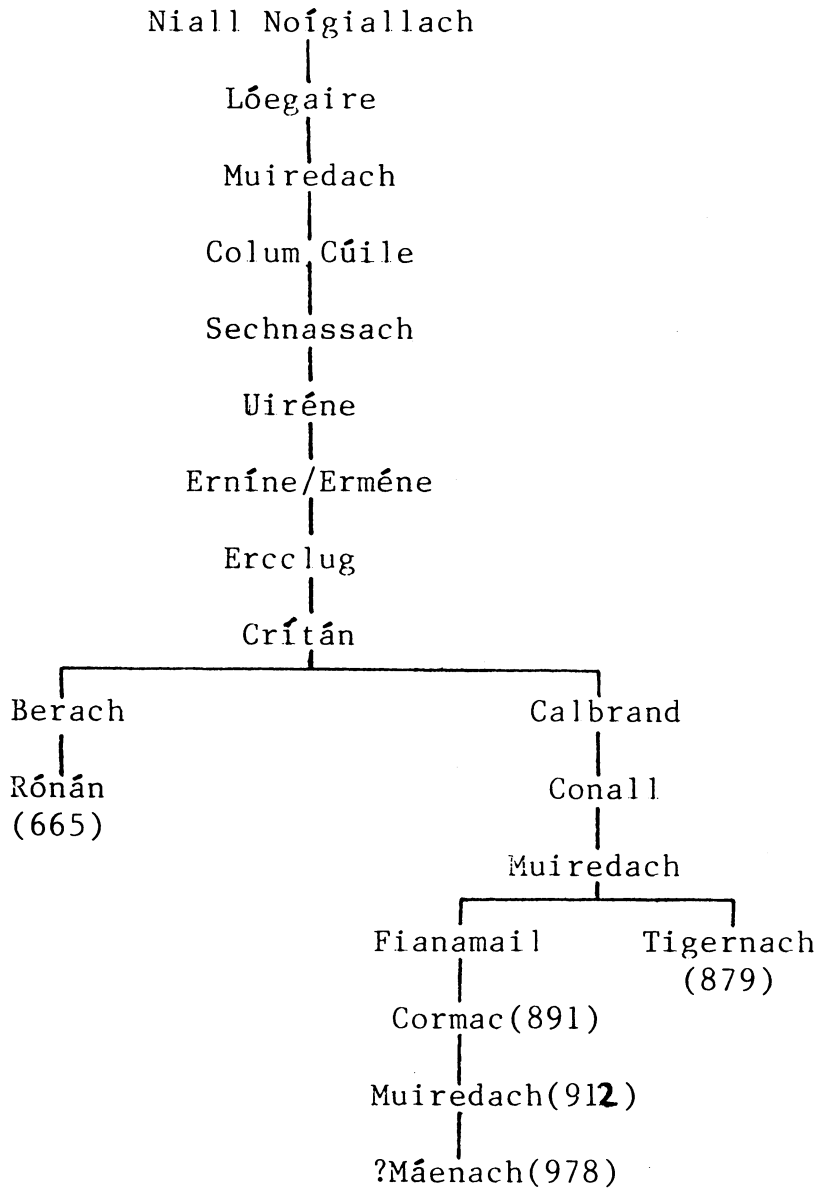 Niall Noígiallach
Lóegaire
Muiredach
Colum Cúile
Sechnassach
Uiréne
Erníne/Erméne
Ercclug
Crítán
Berach Calbrand
Rónán Conall
(665)
Muiredach
Fianamail Tigernach
(879)
Cormac(891)
Muiredach(912)
?Máenach(978)